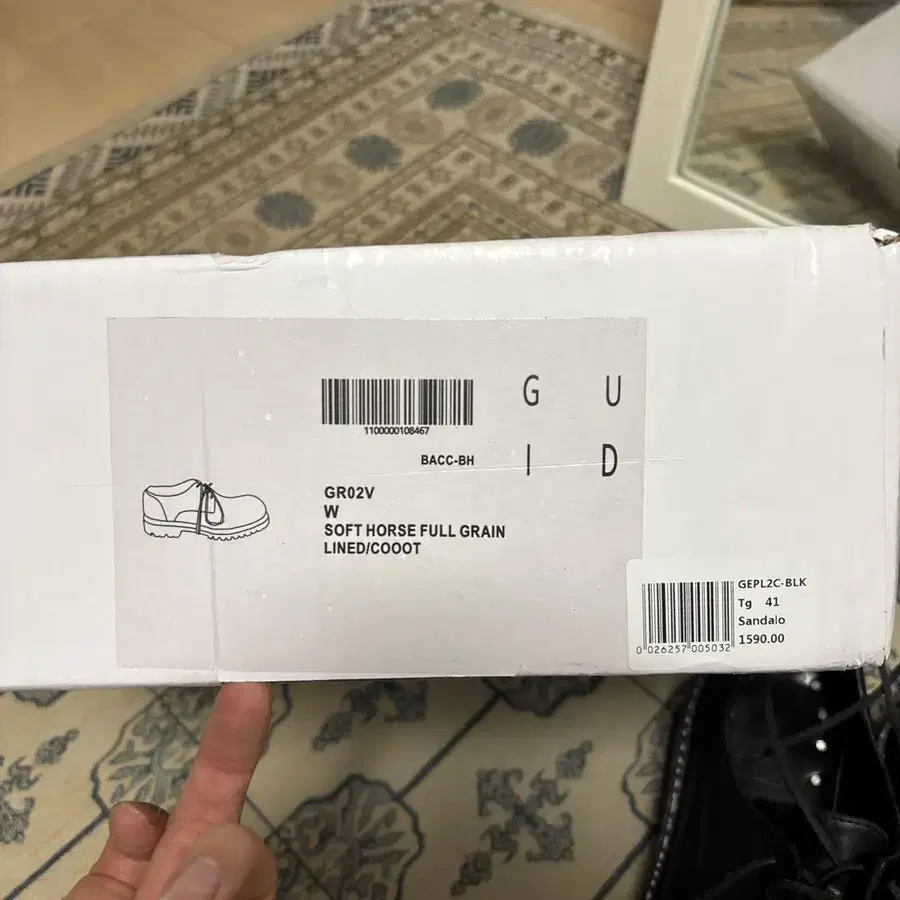 1100000108467
G U
I D
BACC-BH
GR02V
W
SOFT HORSE FULL GRAIN
LINED/COOOT
GEPL2C-BLK
Tg 41
Sandalo
1590.00
0 026257 005032